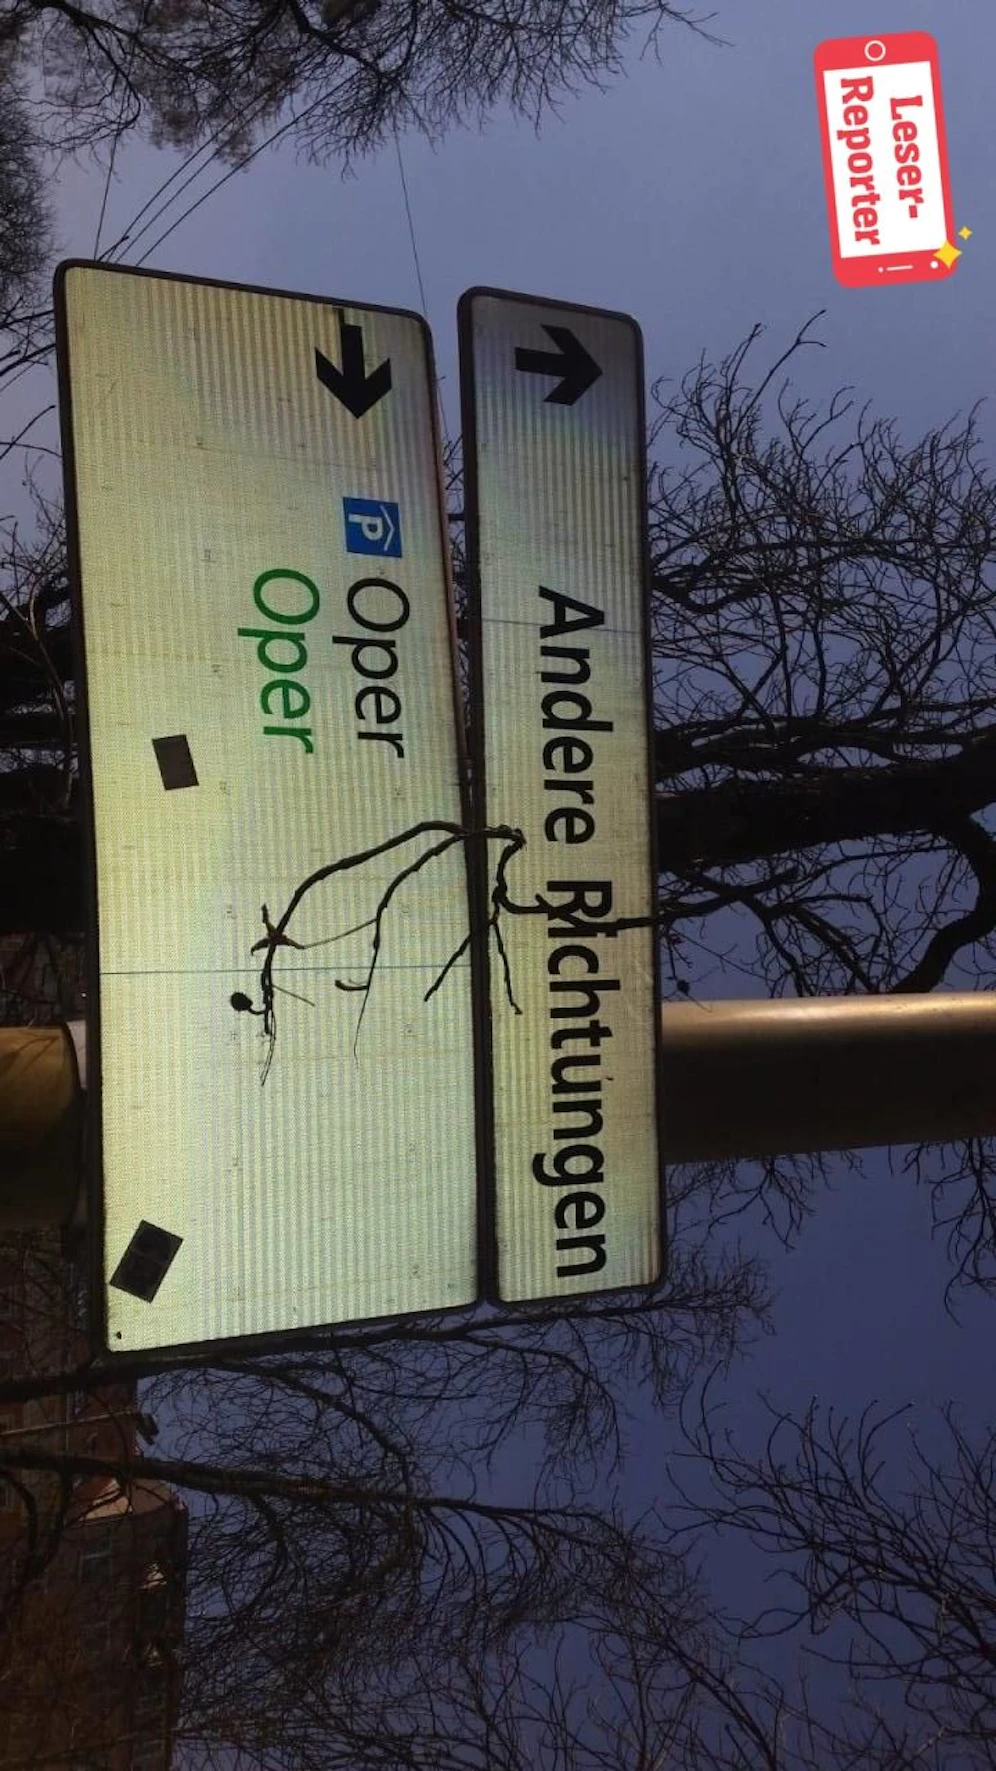 Leser-
Reporter
Andere Richtungen
P Oper
Oper